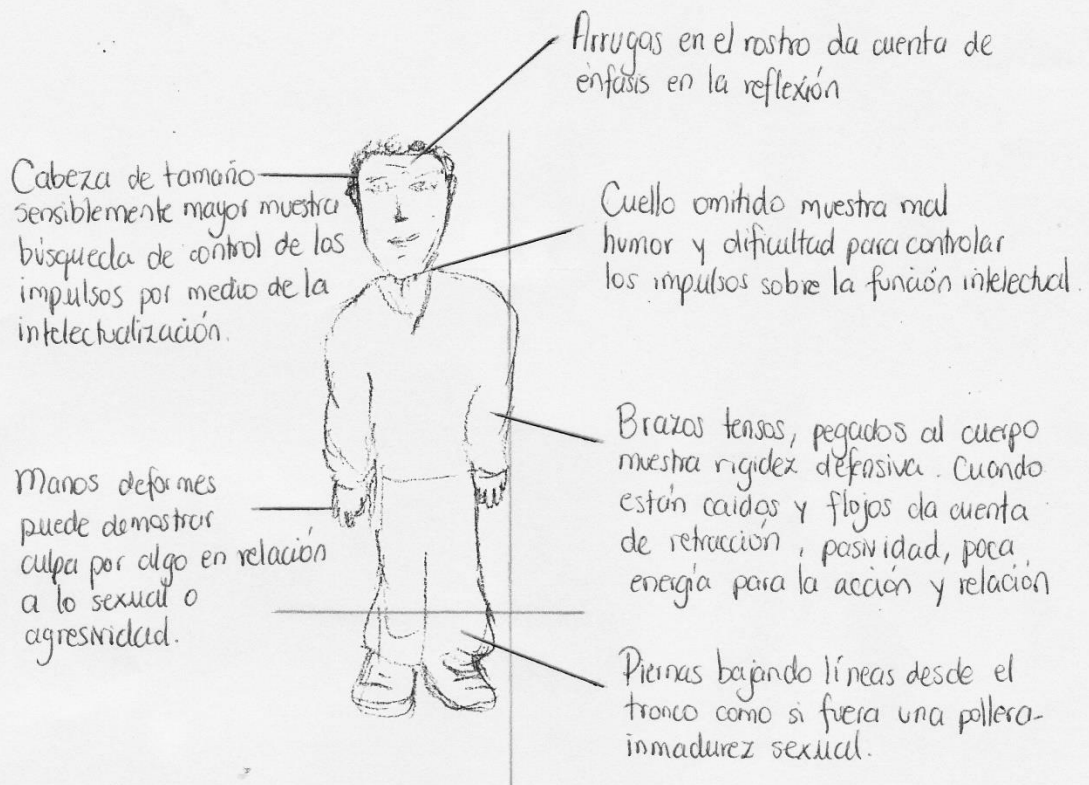 Arrugas en el rostro da cuenta de
énfasis en la reflexión
Cabeza de tamaño
sensiblemente mayor muestra
búsqueda de control de los
impulsos por medio de la
intelectualización.
Cuello omitido muestra mal
humor y dificultad para controlar
los impulsos sobre la función intelectual.
Brazos tensos, pegados al cuerpo
muestra rigidez defensiva. Cuando
están caídos y flojos da cuenta
de retracción, pasividad, poca
energía para la acción y relación
Manos deformes
puede demostrar
culpa por algo en relación
a lo sexual o
agresividad.
Piernas bajando líneas desde el
tronco como si fuera una pollera-
inmadurez sexual.